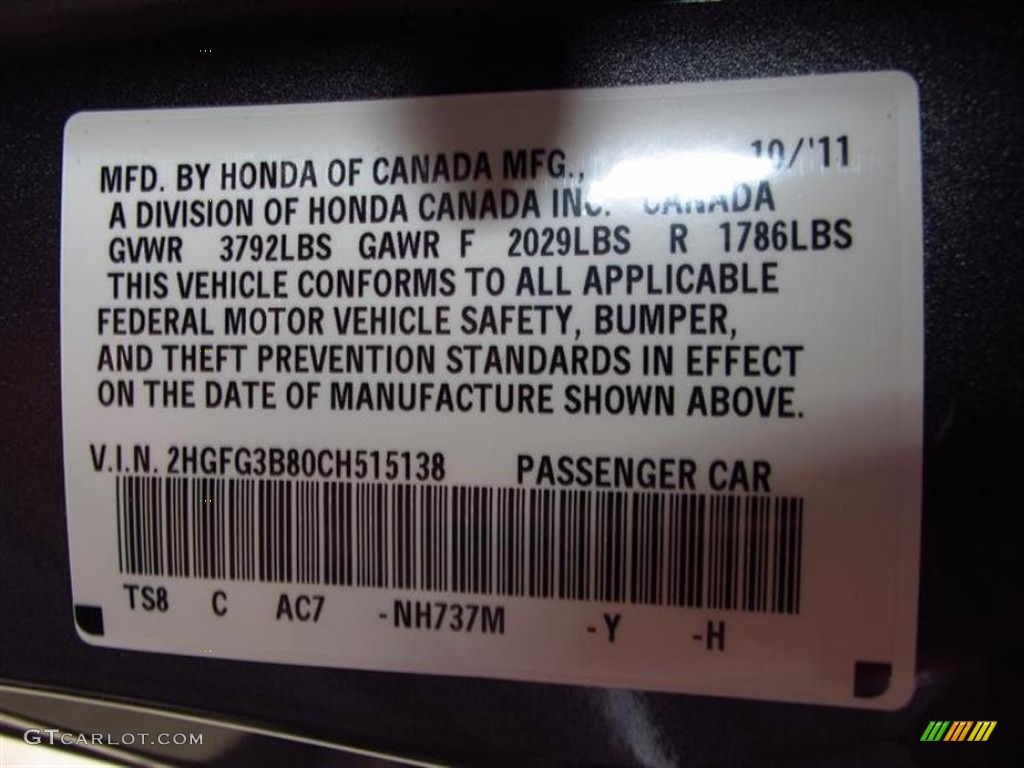 10/'11
MFD. BY HONDA OF CANADA MFG.,
A DIVISION OF HONDA CANADA INC. CANADA
GVWR 3792LBS GAWR F 2029LBS R 1786LBS
THIS VEHICLE CONFORMS TO ALL APPLICABLE
FEDERAL MOTOR VEHICLE SAFETY, BUMPER,
AND THEFT PREVENTION STANDARDS IN EFFECT
ON THE DATE OF MANUFACTURE SHOWN ABOVE.
V.I.N. 2HGFG3B80CH515138 PASSENGER CAR
TS8 C AC7 -NH737M -Y -H
GTCARLOT.COM